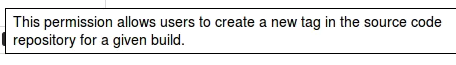 This permission allows users to create a new tag in the source code
repository for a given build.